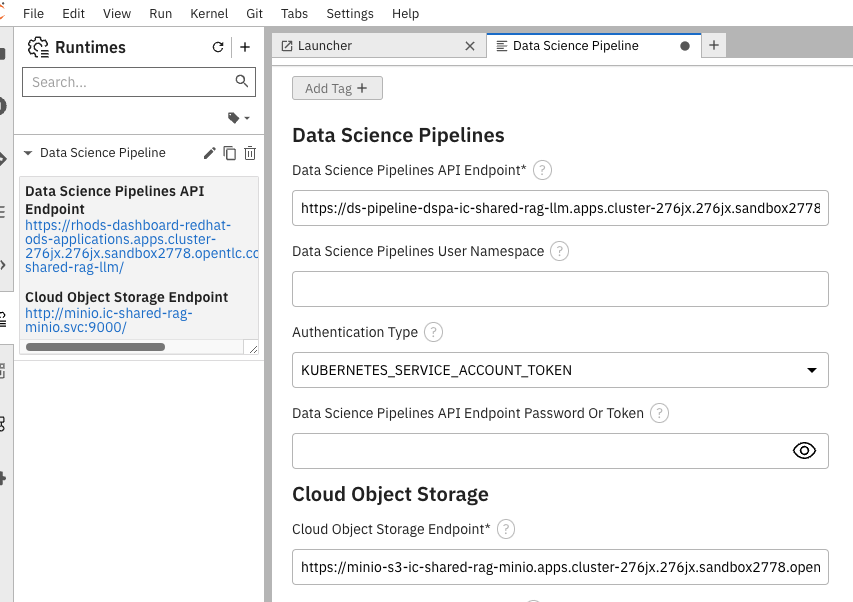 File Edit View Run Kernel Git Tabs Settings Help
Runtimes
Search...
Data Science Pipeline
Data Science Pipelines API
Endpoint
https://rhods-dashboard-redhat-
ods-applications.apps.cluster-
276jx.276jx.sandbox2778.opentlc.cc
shared-rag-llm/
Cloud Object Storage Endpoint
http://minio.ic-shared-rag-
minio.svc:9000/
Launcher
Data Science Pipeline
Add Tag +
Data Science Pipelines
Data Science Pipelines API Endpoint* ?
https://ds-pipeline-dspa-ic-shared-rag-llm.apps.cluster-276jx.276jx.sandbox2778
Data Science Pipelines User Namespace ?
Authentication Type ?
KUBERNETES_SERVICE_ACCOUNT_TOKEN
Data Science Pipelines API Endpoint Password Or Token ?
Cloud Object Storage
Cloud Object Storage Endpoint* ?
https://minio-s3-ic-shared-rag-minio.apps.cluster-276jx.276jx.sandbox2778.open